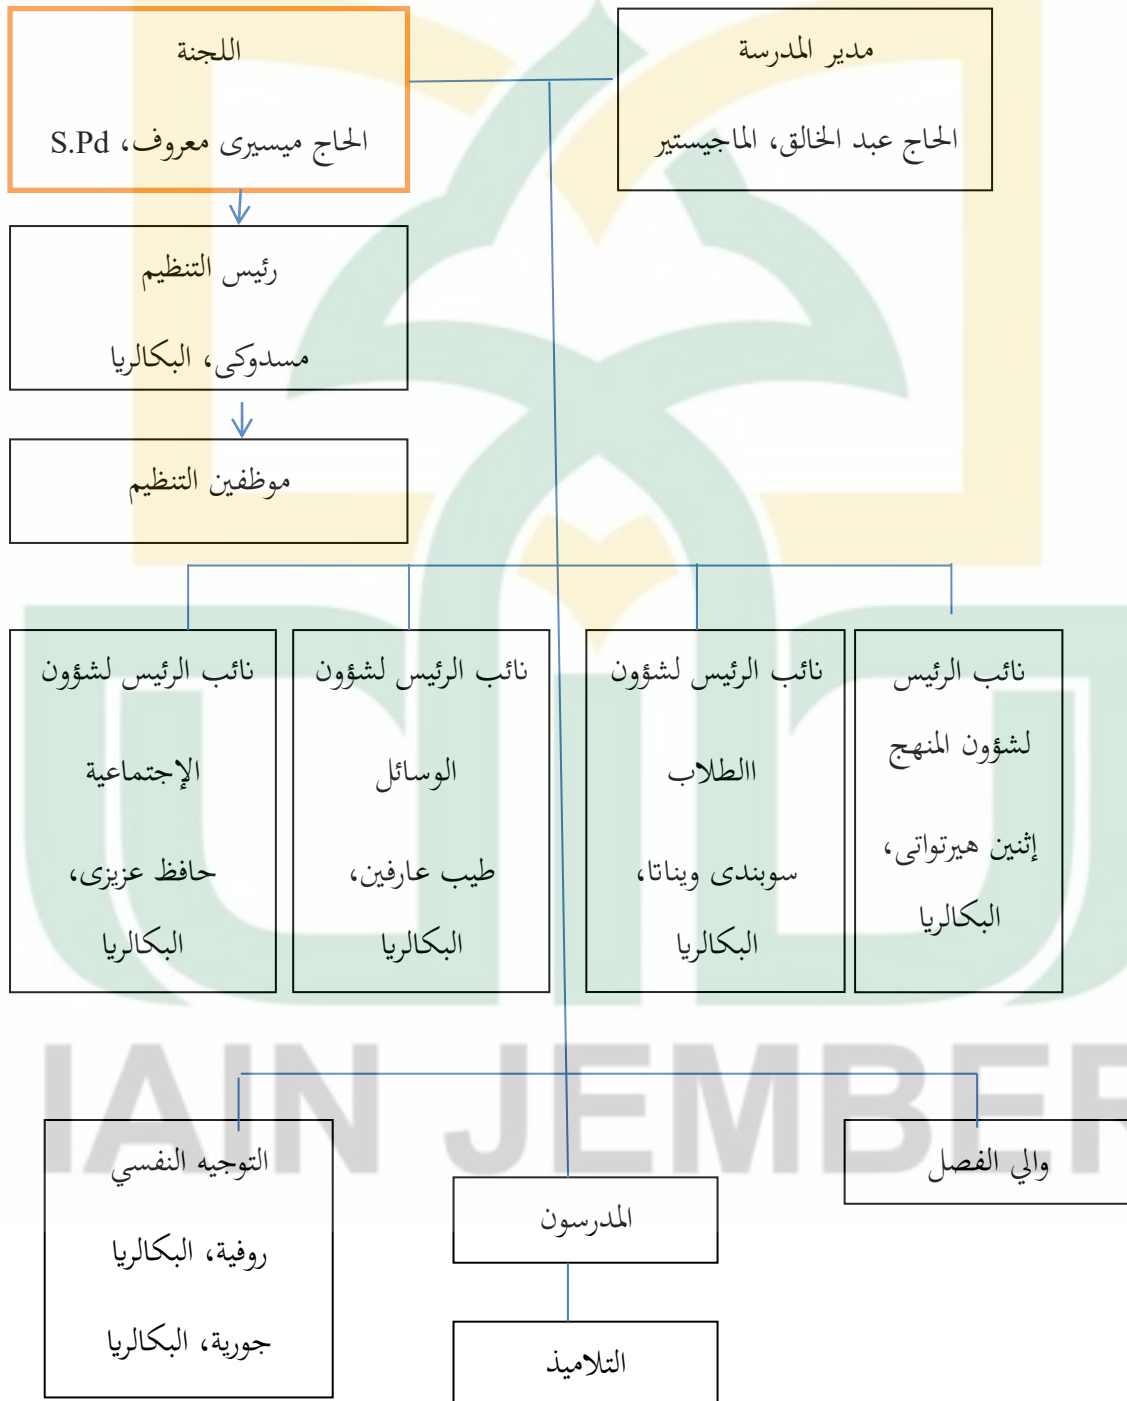 مدير المدرسة
الحاج عبد الخالق، الماجيستير
اللجنة
الحاج ميسيرى معروف، S.Pd
رئيس التنظيم
مسدوكى، البكالريا
موظفين التنظيم
نائب الرئيس
لشؤون المنهج
إثنين هيرتواتى،
البكالريا
نائب الرئيس لشؤون
االطلاب
سوبندى ويناتا،
البكالريا
نائب الرئيس لشؤون
الوسائل
طيب عارفين،
البكالريا
نائب الرئيس لشؤون
الإجتماعية
حافظ عزيزى،
البكالريا
IAIN JEMBER
والي الفصل
المدرسون
التوجيه النفسي
روفية، البكالريا
جورية، البكالريا
التلاميذ